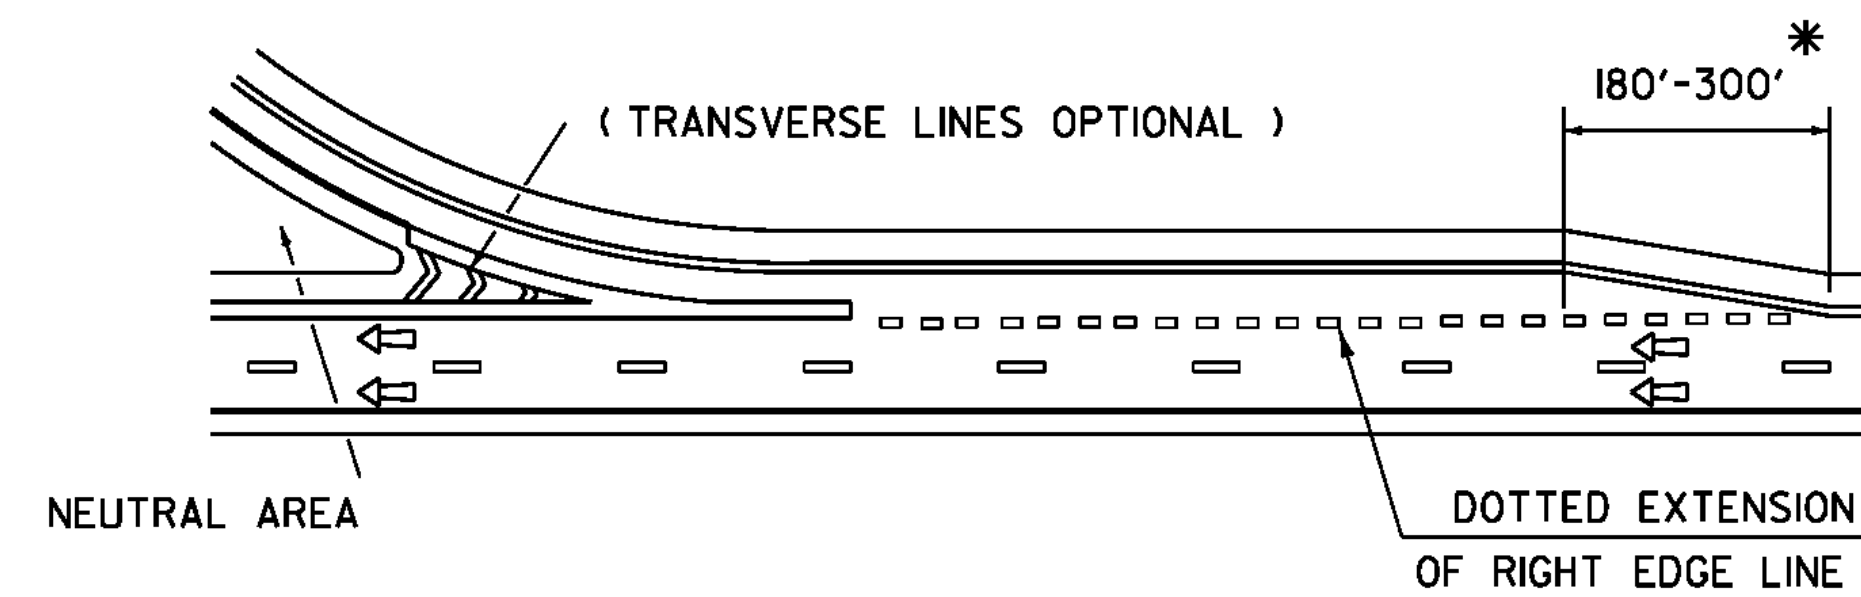 *
180'-300'
( TRANSVERSE LINES OPTIONAL )
NEUTRAL AREA
DOTTED EXTENSION
OF RIGHT EDGE LINE